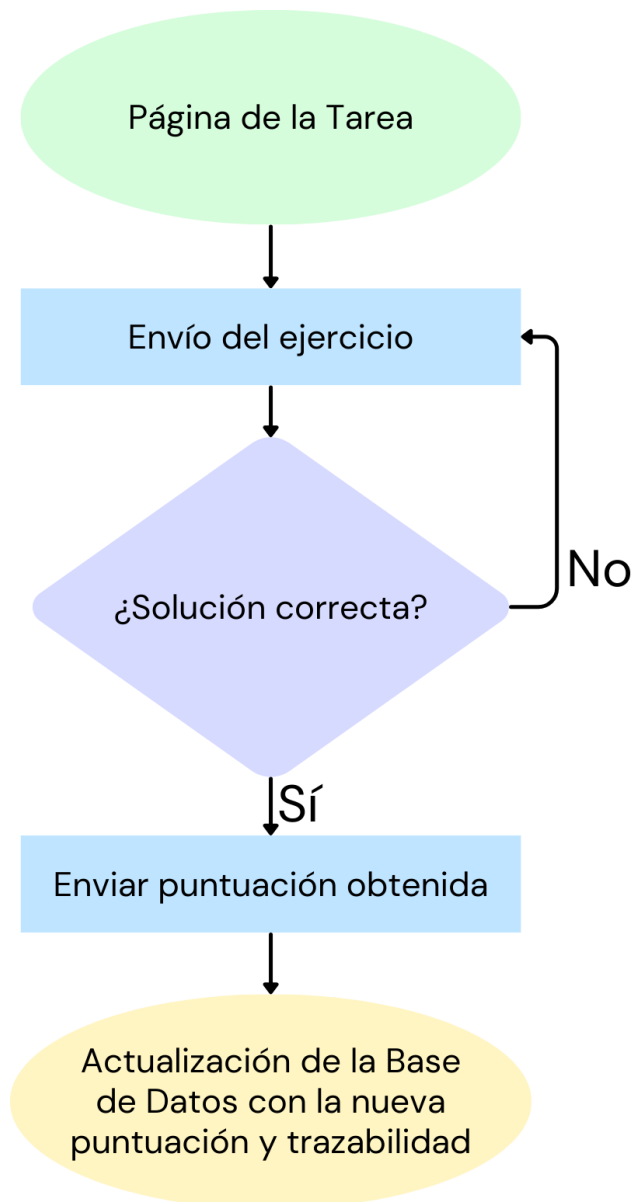 Página de la Tarea
Envío del ejercicio
¿Solución correcta?
No
Sí
Enviar puntuación obtenida
Actualización de la Base
de Datos con la nueva
puntuación y trazabilidad